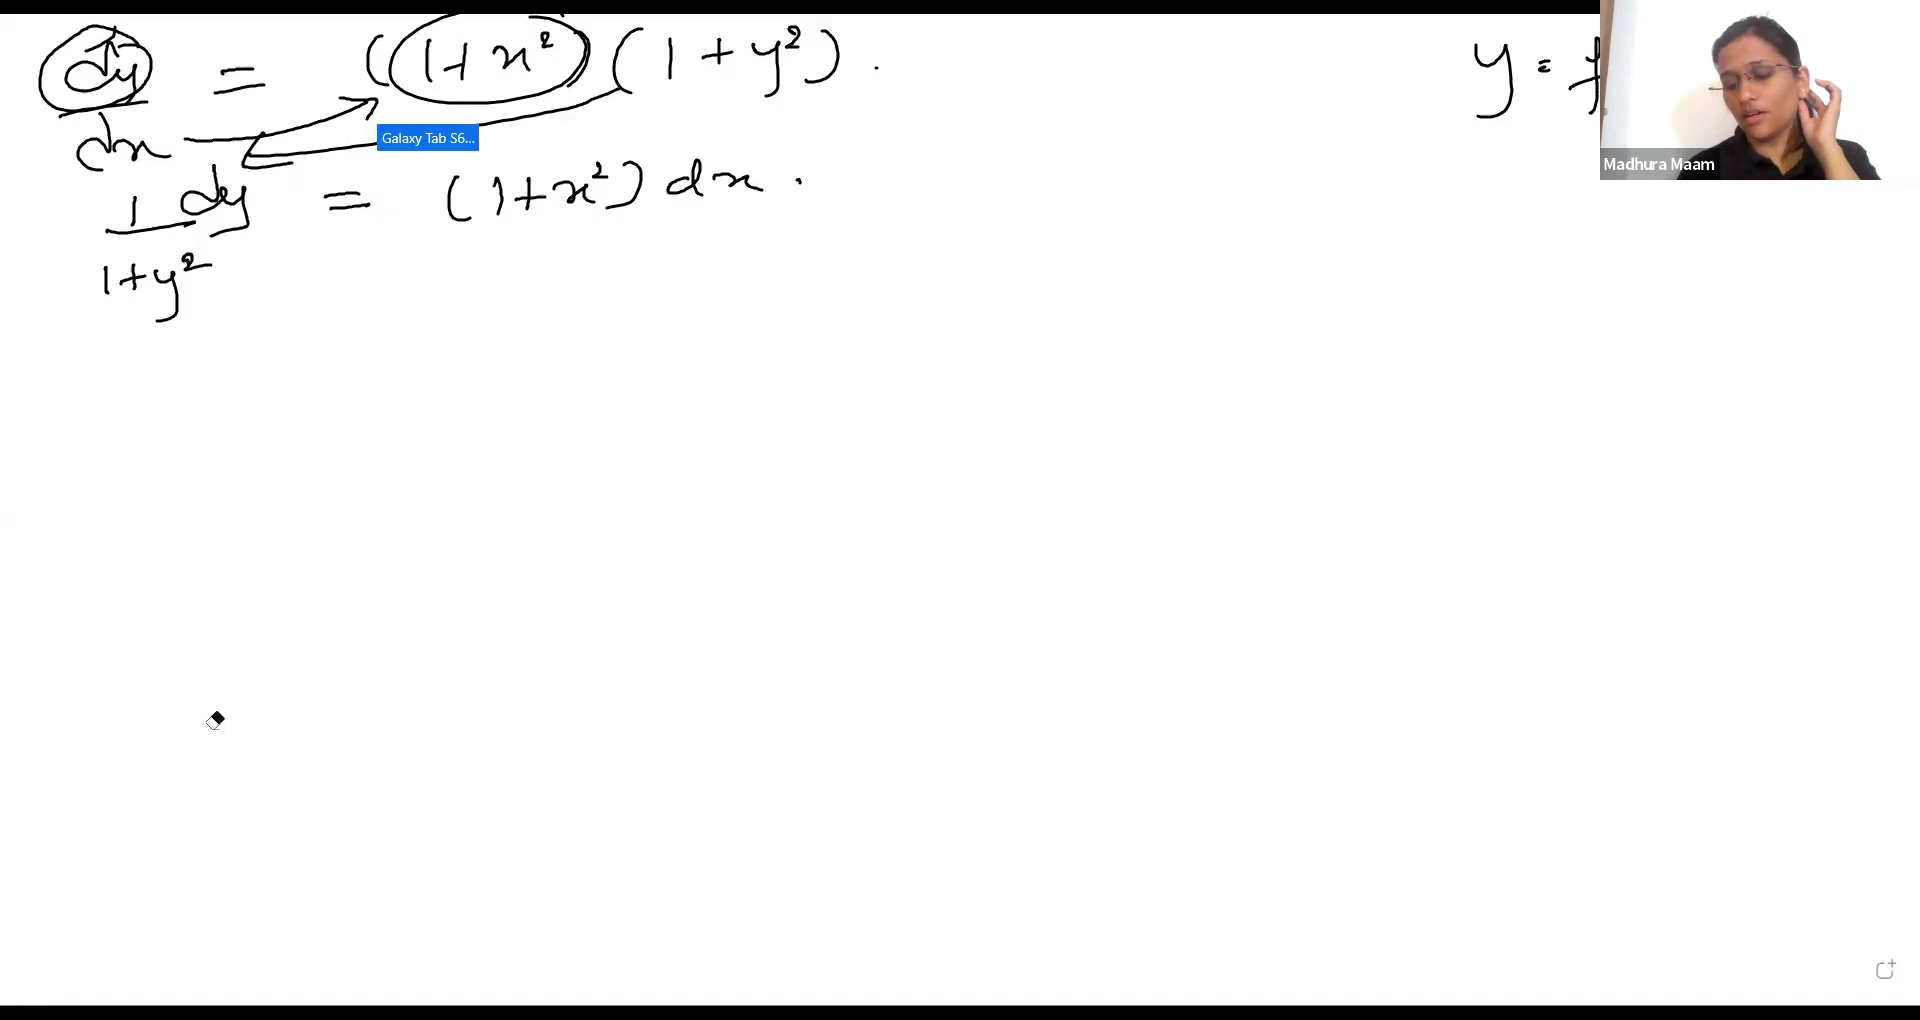 dy/dx = (1 + x²) (1 + y²) .
y = f
Galaxy Tab S6...
Madhura Maam
1/(1+y²) dy = (1+x²) dx .